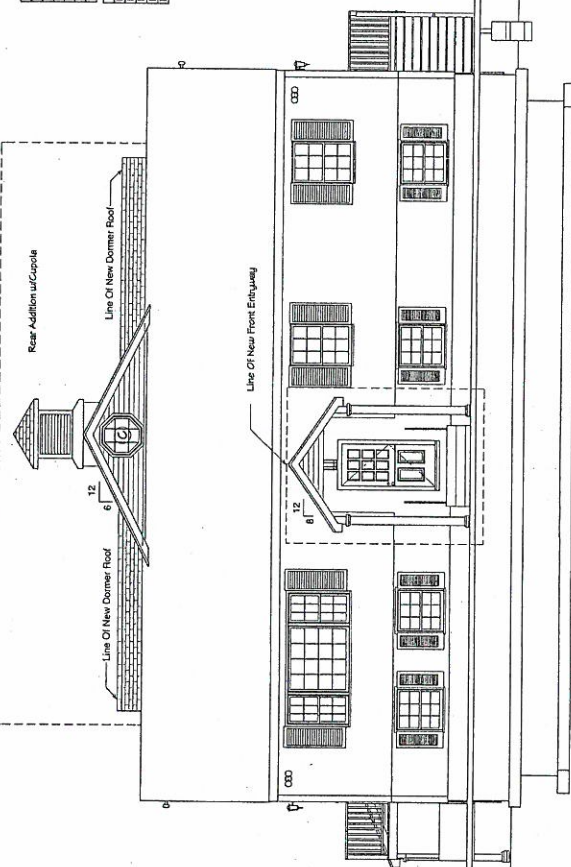 Rear Addition w/Cupola
Line Of New Dormer Roof
Line Of New Dormer Roof
12
6
C
Line Of New Front Entryway
12
8